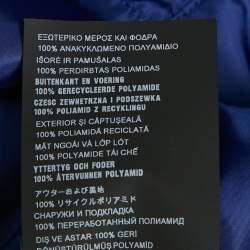 ΕΞΩΤΕΡΙΚΟ ΜΕΡΟΣ ΚΑΙ ΦΟΔΡΑ
100% ΑΝΑΚΥΚΛΩΜΕΝΟ ΠΟΛΥΑΜΙΔΙΟ
IŠORĖ IR PAMUŠALAS
100% PERDIRBTAS POLIAMIDAS
BUITENKANT EN VOERING
100% GERECYCLEERDE POLYAMIDE
CZĘŚĆ ZEWNĘTRZNA I PODSZEWKA
100% POLIAMID Z RECYKLINGU
EXTERIOR ȘI CĂPTUȘEALĂ
100% POLIAMIDĂ RECICLATĂ
MẶT NGOÀI VÀ LỚP LÓT
100% POLYAMIDE TÁI CHẾ
YTTERTYG OCH FODER
100% ÅTERVUNNEN POLYAMID
アウターおよび裏地
100% リサイクルポリアミド
СНАРУЖИ И ПОДКЛАДКА
100% ПЕРЕРАБОТАННЫЙ ПОЛИАМИД
DIŞ VE ASTAR 100% GERİ
DÖNÜŞTÜRÜLMÜŞ POLYAMİD